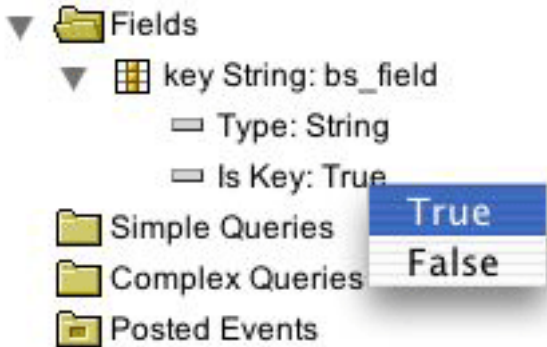 Fields
key String: bs_field
Type: String
Is Key: True
True
Simple Queries
False
Complex Queries
Posted Events